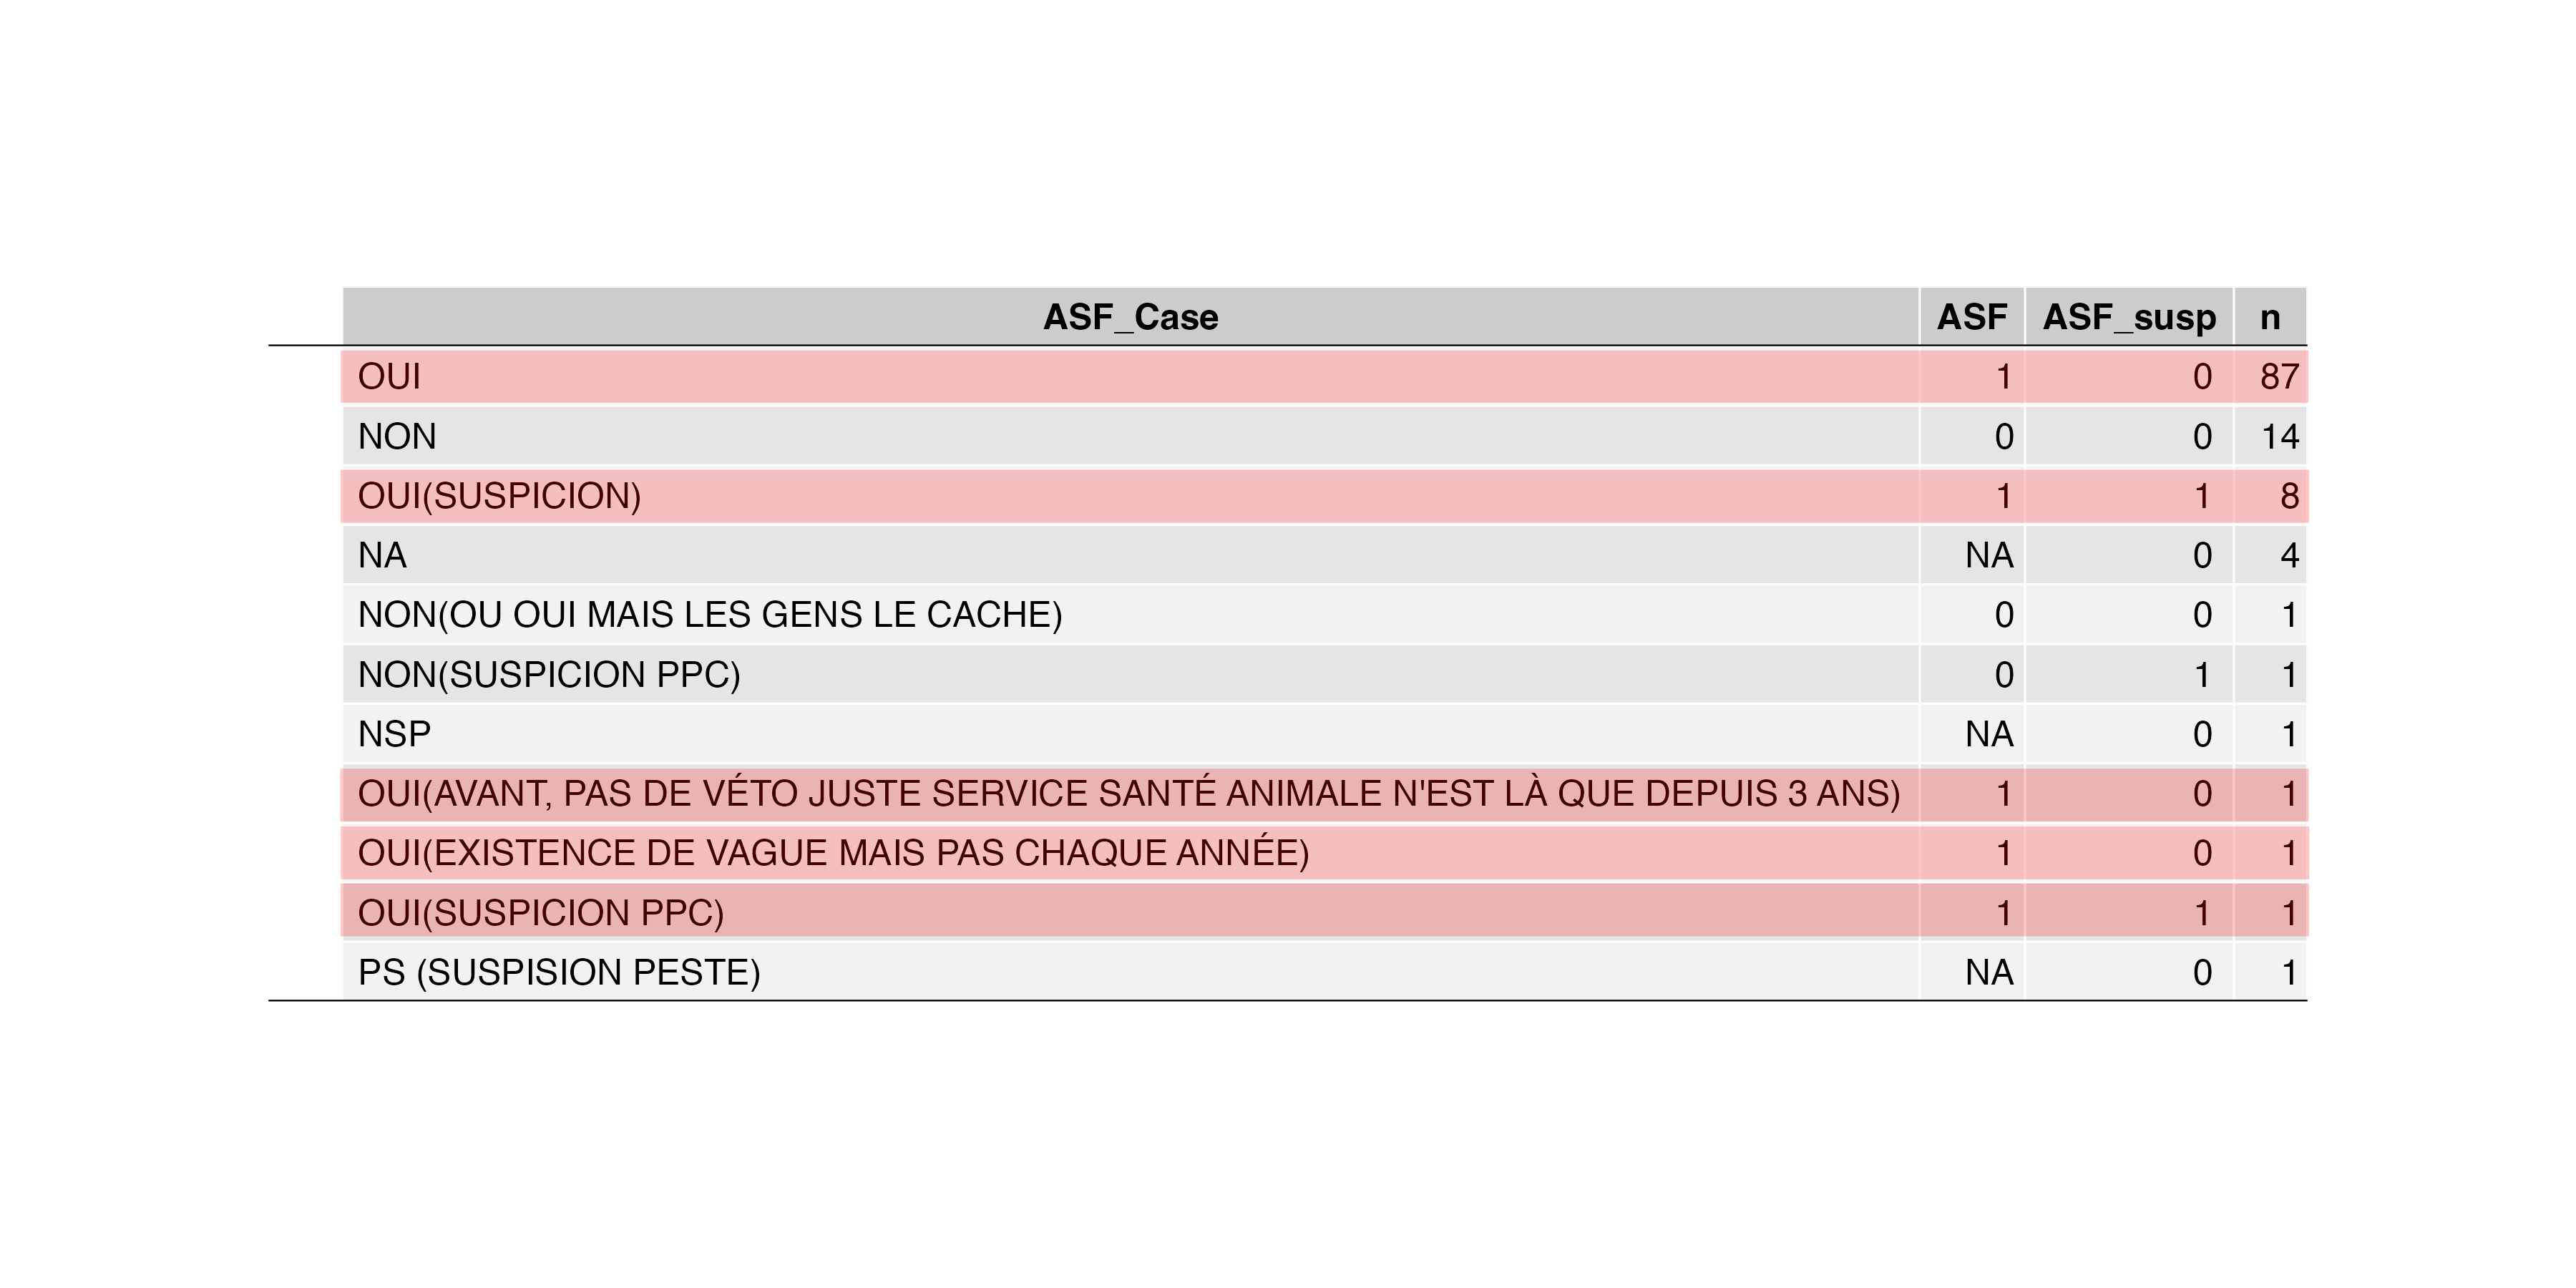 ASF_Case ASF ASF_susp n
OUI 1 0 87
NON 0 0 14
OUI(SUSPICION) 1 1 8
NA NA 0 4
NON(OU OUI MAIS LES GENS LE CACHE) 0 0 1
NON(SUSPICION PPC) 0 1 1
NSP NA 0 1
OUI(AVANT, PAS DE VÉTO JUSTE SERVICE SANTÉ ANIMALE N'EST LÀ QUE DEPUIS 3 ANS) 1 0 1
OUI(EXISTENCE DE VAGUE MAIS PAS CHAQUE ANNÉE) 1 0 1
OUI(SUSPICION PPC) 1 1 1
PS (SUSPISION PESTE) NA 0 1